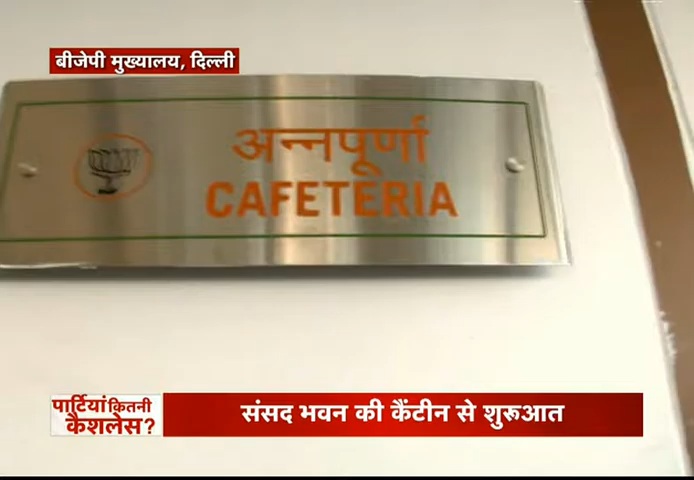 बीजेपी मुख्यालय, दिल्ली
अन्नपूर्णा
CAFETERIA
पार्टियां कितनी
कैशलेस?
संसद भवन की कैंटीन से शुरूआत